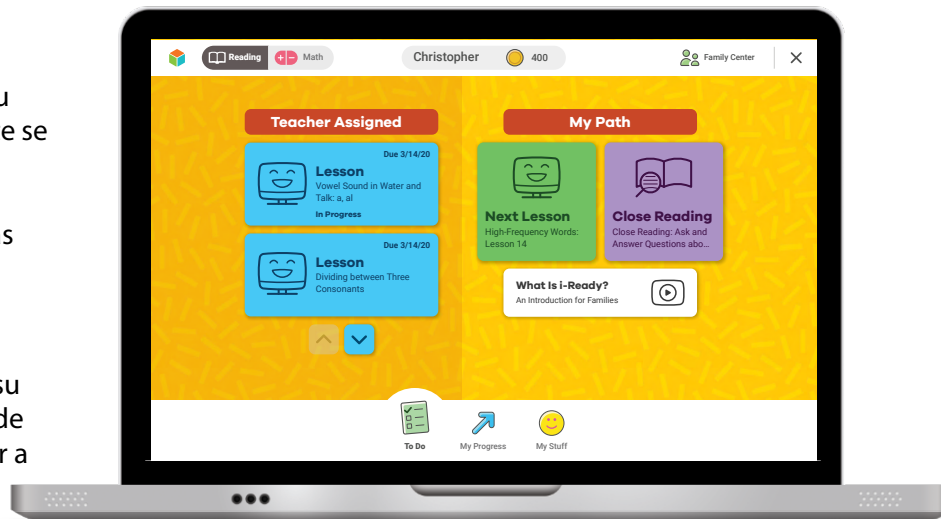 u
e se
s
su
de
r a
Reading
Math
Christopher
400
Family Center
Teacher Assigned
Due 3/14/20
Lesson
Vowel Sound in Water and
Talk: a, al
In Progress
Due 3/14/20
Lesson
Dividing between Three
Consonants
My Path
Next Lesson
High-Frequency Words:
Lesson 14
Close Reading
Close Reading: Ask and
Answer Questions abo...
What Is i-Ready?
An Introduction for Families
To Do
My Progress
My Stuff